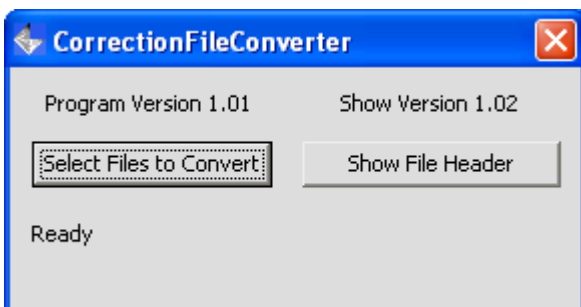 CorrectionFileConverter
Program Version 1.01 Show Version 1.02
Select Files to Convert Show File Header
Ready